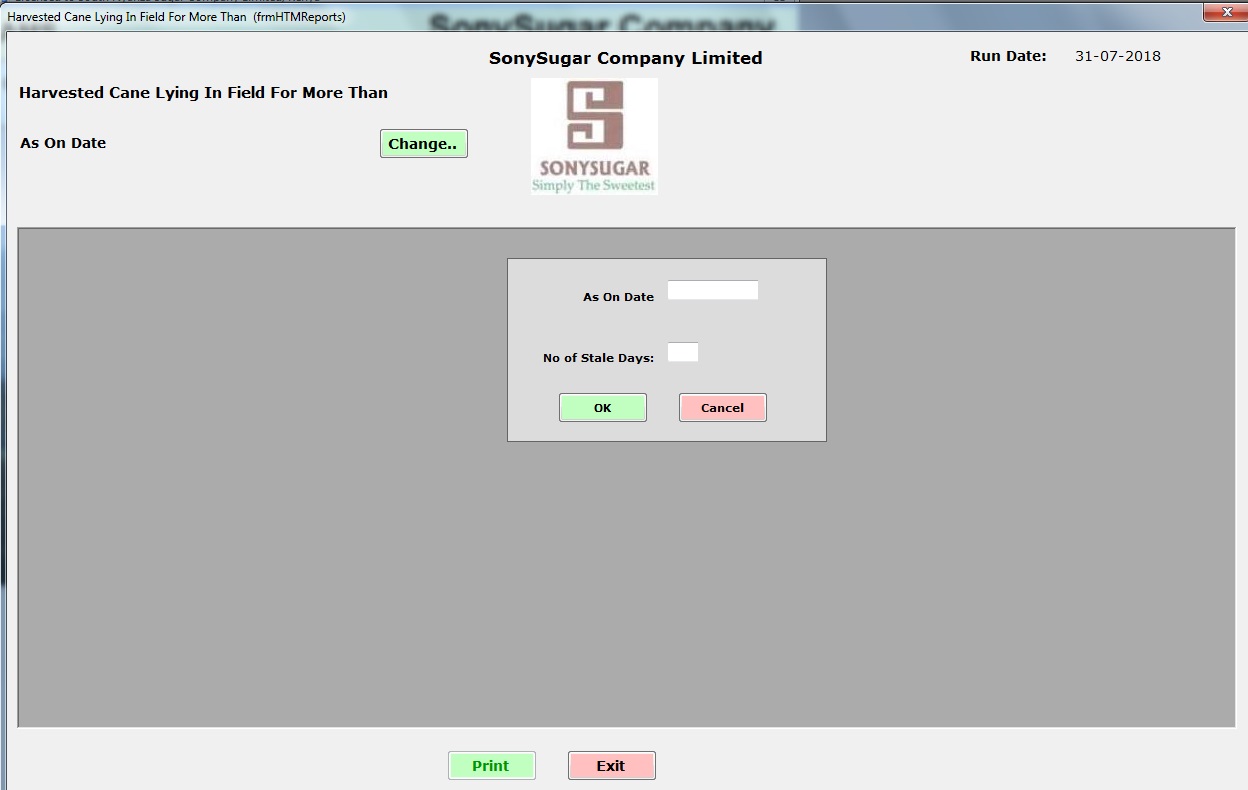 Harvested Cane Lying In Field For More Than (frmHTMReports)
SonySugar Company
SonySugar Company Limited
Run Date: 31-07-2018
Harvested Cane Lying In Field For More Than
As On Date
Change..
SONYSUGAR
Simply The Sweetest
As On Date
No of Stale Days:
OK
Cancel
Print
Exit